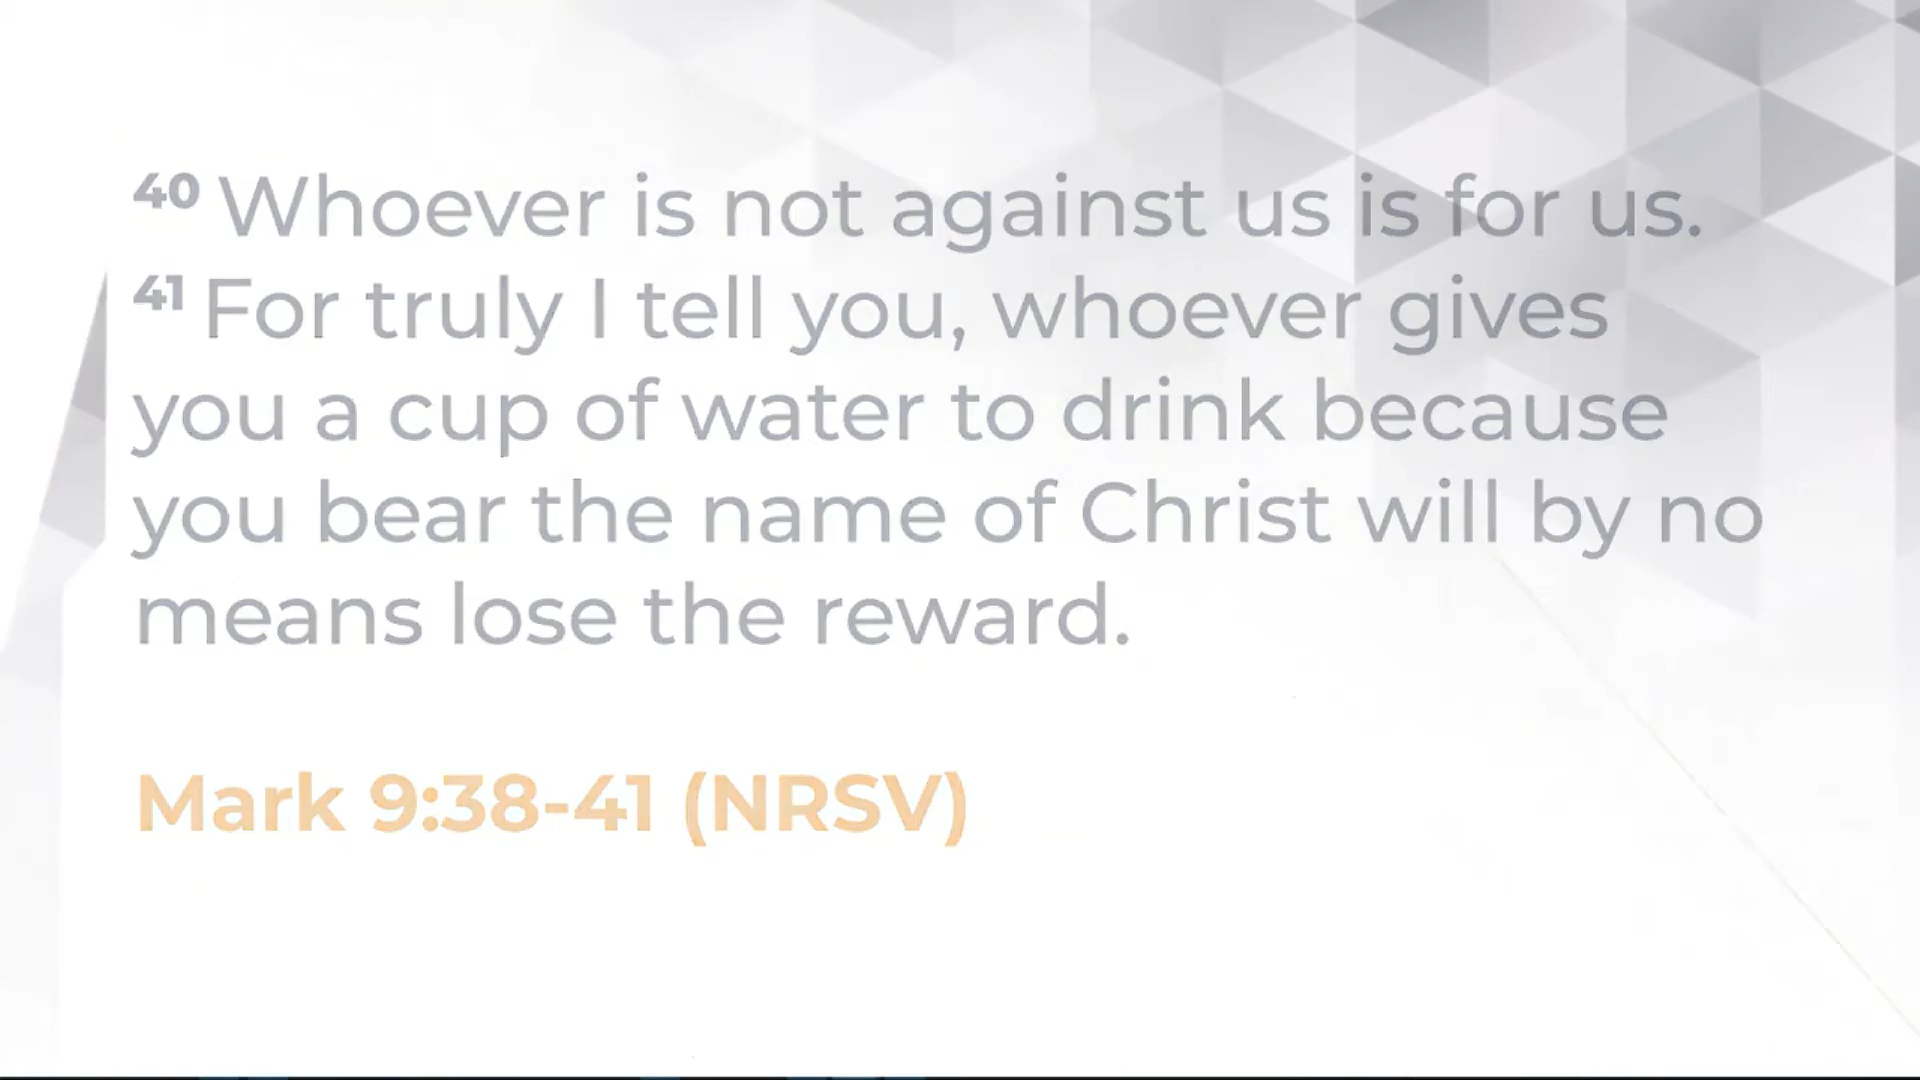 40 Whoever is not against us is for us.
41 For truly I tell you, whoever gives
you a cup of water to drink because
you bear the name of Christ will by no
means lose the reward.
Mark 9:38-41 (NRSV)